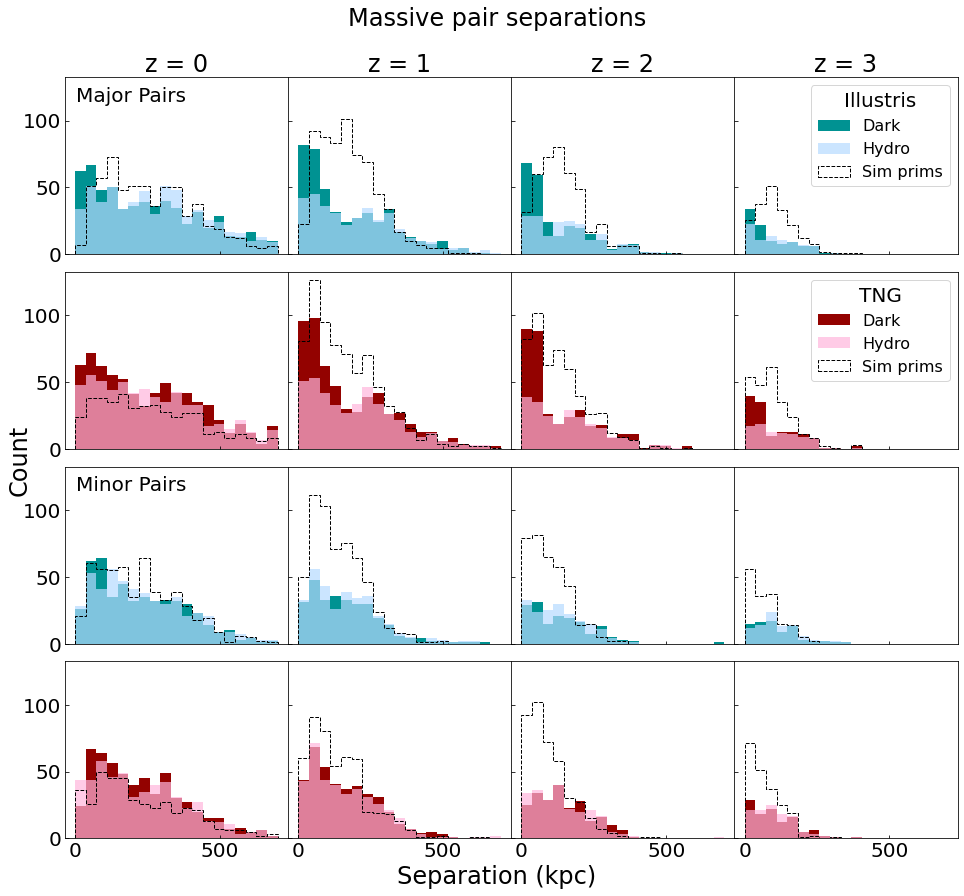 Massive pair separations
z = 0 z = 1 z = 2 z = 3
Major Pairs
Illustris
Dark
Hydro
Sim prims
100
50
0
TNG
Dark
Hydro
Sim prims
100
50
0
Count
Minor Pairs
100
50
0
100
50
0
0 500 0 500 0 500 0 500
Separation (kpc)